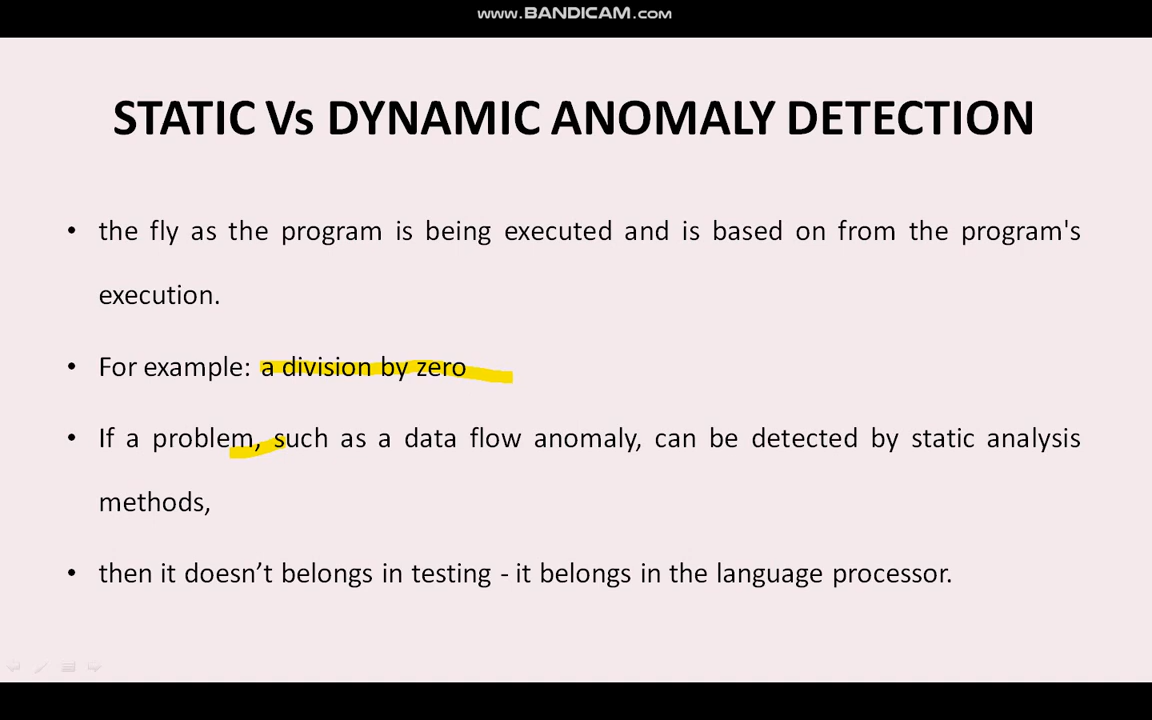 www.BANDICAM.com
STATIC Vs DYNAMIC ANOMALY DETECTION
• the fly as the program is being executed and is based on from the program's
execution.
• For example: a division by zero
• If a problem, such as a data flow anomaly, can be detected by static analysis
methods,
• then it doesn’t belongs in testing - it belongs in the language processor.